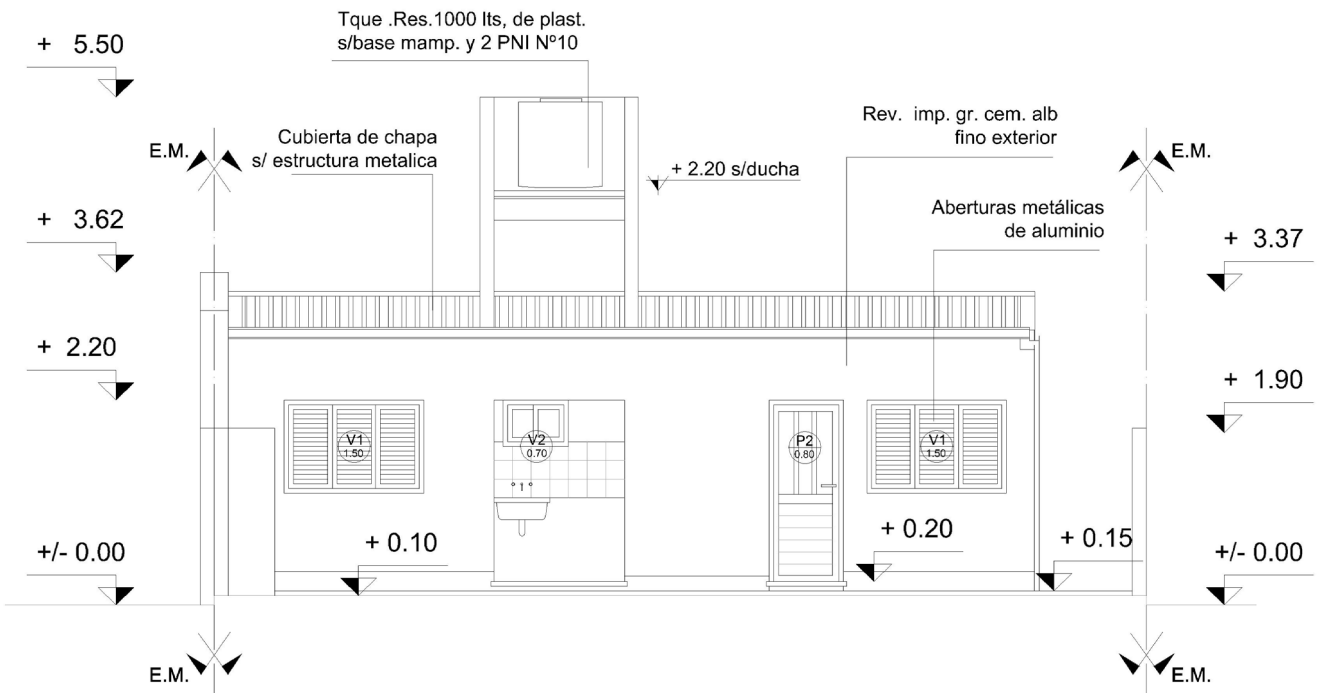 Tque .Res.1000 lts, de plast.
s/base mamp. y 2 PNI Nº10
+ 5.50
Rev. imp. gr. cem. alb
fino exterior
Cubierta de chapa
s/ estructura metalica
E.M.
E.M.
+ 2.20 s/ducha
Aberturas metálicas
de aluminio
+ 3.62
+ 3.37
+ 2.20
+ 1.90
V1
1.50
V2
0.70
P2
0.80
V1
1.50
+ 0.10
+ 0.20
+ 0.15
+/- 0.00
+/- 0.00
E.M.
E.M.